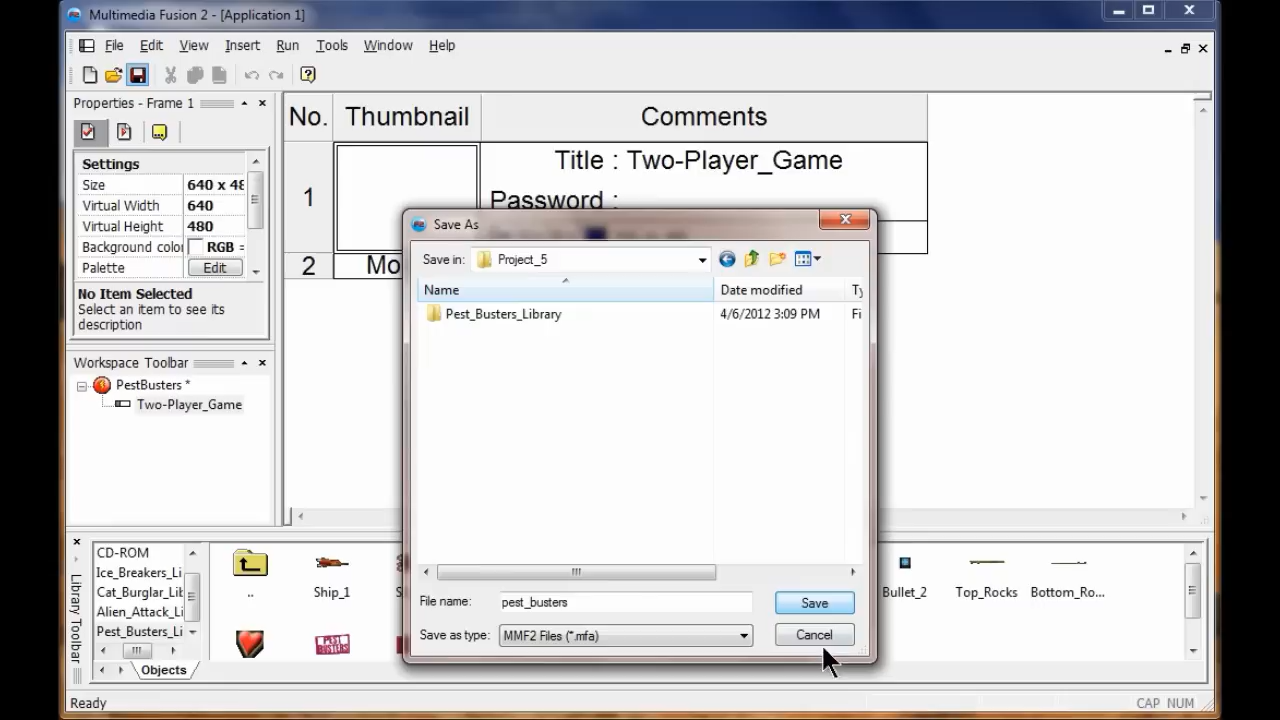 Multimedia Fusion 2 - [Application 1]
File Edit View Insert Run Tools Window Help
Properties - Frame 1
Settings
Size 640 x 48
Virtual Width 640
Virtual Height 480
Background color RGB =
Palette Edit
No Item Selected
Select an item to see its
description
Workspace Toolbar
PestBusters *
Two-Player_Game
No. Thumbnail Comments
1
Title : Two-Player_Game
Password :
2 Mo
Save As
Save in: Project_5
Name Date modified Ty
Pest_Busters_Library 4/6/2012 3:09 PM Fi
File name: pest_busters Save
Save as type: MMF2 Files (*.mfa) Cancel
Library Toolbar
CD-ROM
Ice_Breakers_Li
Cat_Burglar_Lib
Alien_Attack_Li
Pest_Busters_Li
Objects
.. Ship_1 S Bullet_2 Top_Rocks Bottom_Ro...
PEST
BUSTERS
Ready CAP NUM